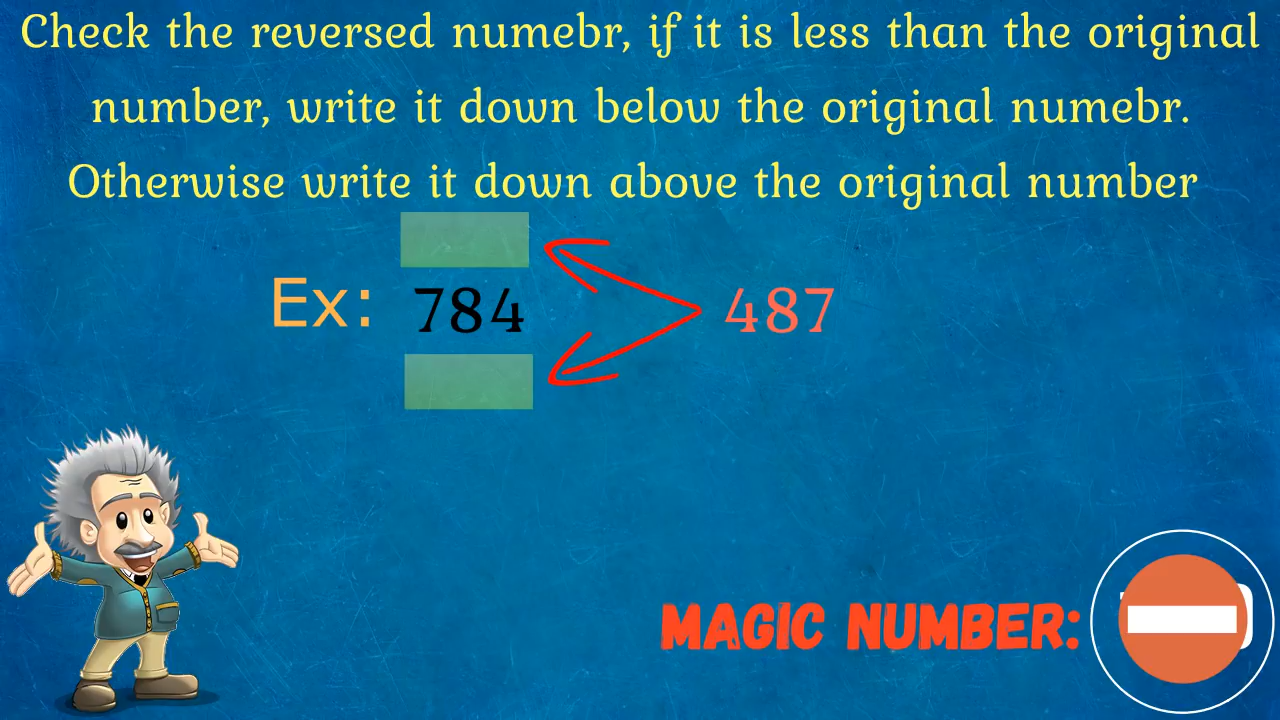 Check the reversed numebr, if it is less than the original
number, write it down below the original numebr.
Otherwise write it down above the original number
Ex: 784 487
MAGIC NUMBER: